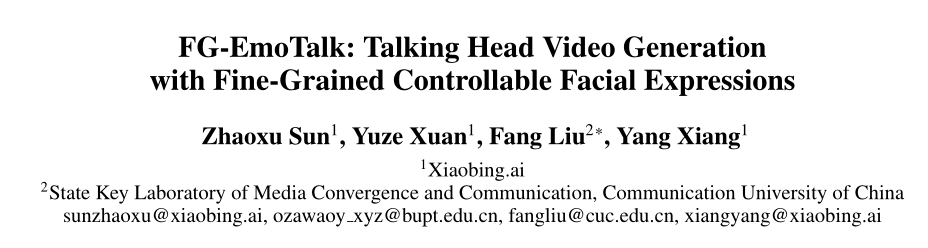 FG-EmoTalk: Talking Head Video Generation
with Fine-Grained Controllable Facial Expressions
Zhaoxu Sun¹, Yuze Xuan¹, Fang Liu²*, Yang Xiang¹
¹Xiaobing.ai
²State Key Laboratory of Media Convergence and Communication, Communication University of China
sunzhaoxu@xiaobing.ai, ozawaoy_xyz@bupt.edu.cn, fangliu@cuc.edu.cn, xiangyang@xiaobing.ai